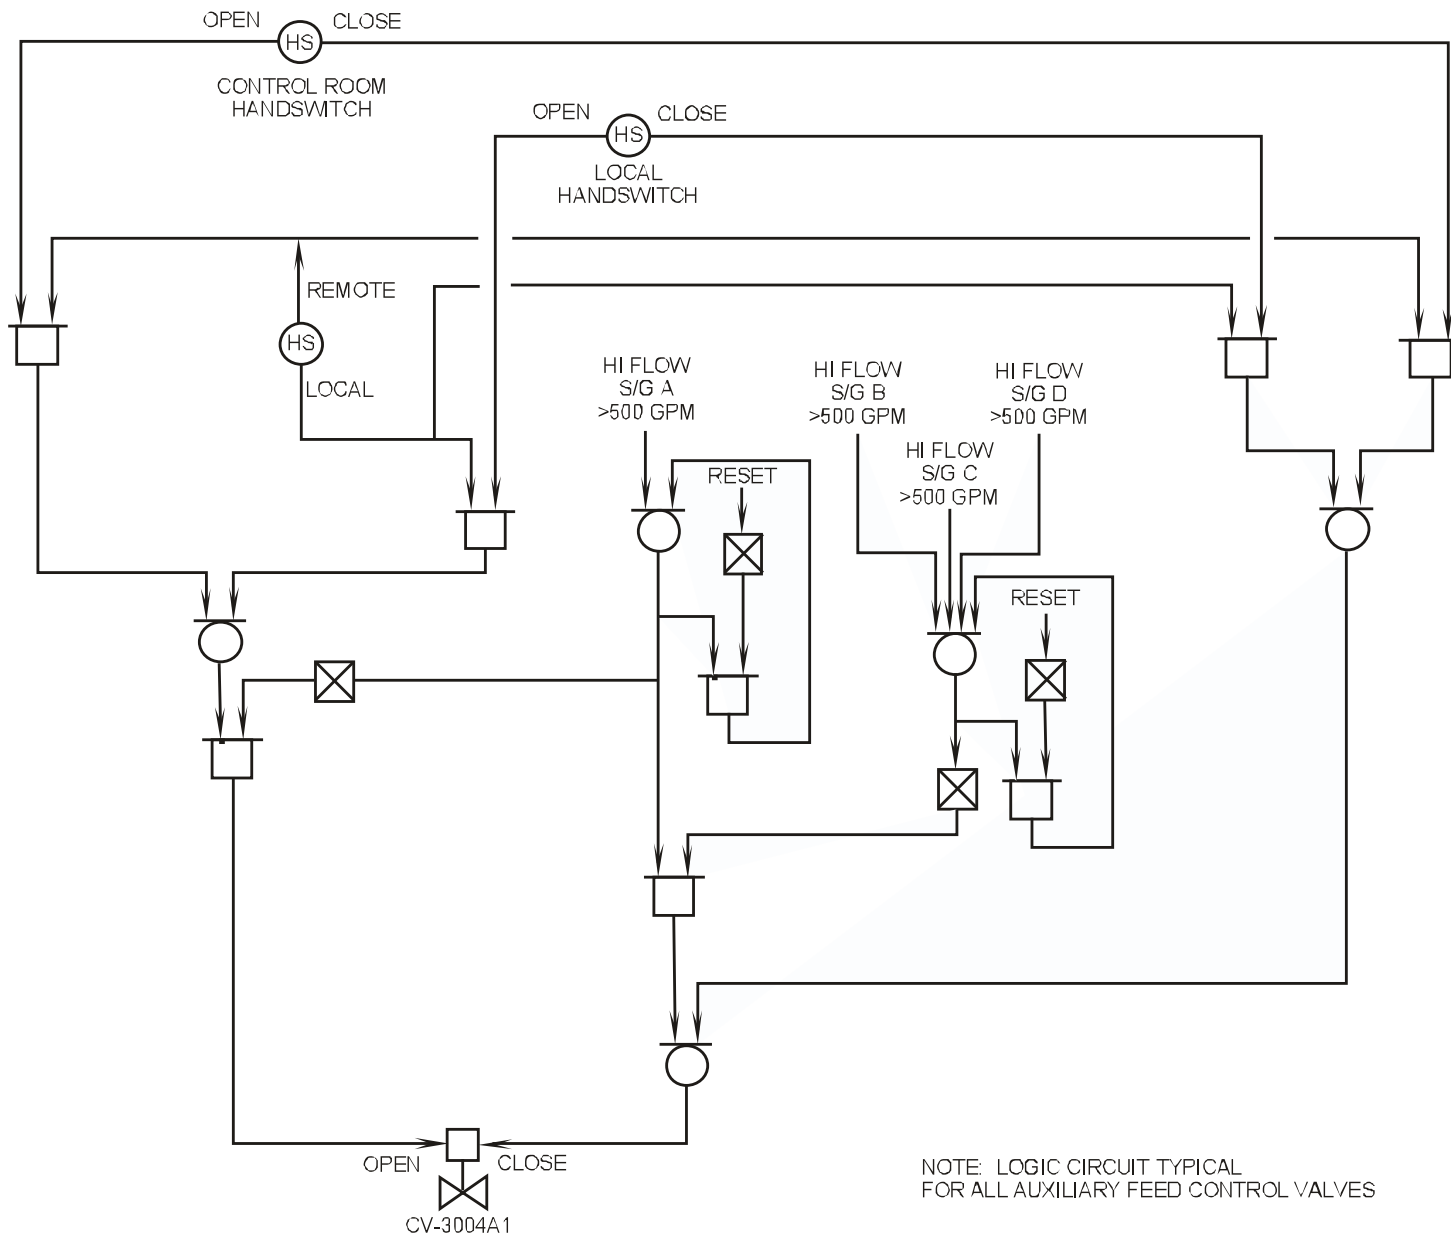 OPEN
CLOSE
HS
CONTROL ROOM
HANDSWITCH
OPEN
CLOSE
HS
LOCAL
HANDSWITCH
REMOTE
HS
LOCAL
HI FLOW
S/G A
>500 GPM
HI FLOW
S/G B
>500 GPM
HI FLOW
S/G D
>500 GPM
HI FLOW
S/G C
>500 GPM
RESET
RESET
OPEN
CLOSE
CV-3004A1
NOTE: LOGIC CIRCUIT TYPICAL
FOR ALL AUXILIARY FEED CONTROL VALVES